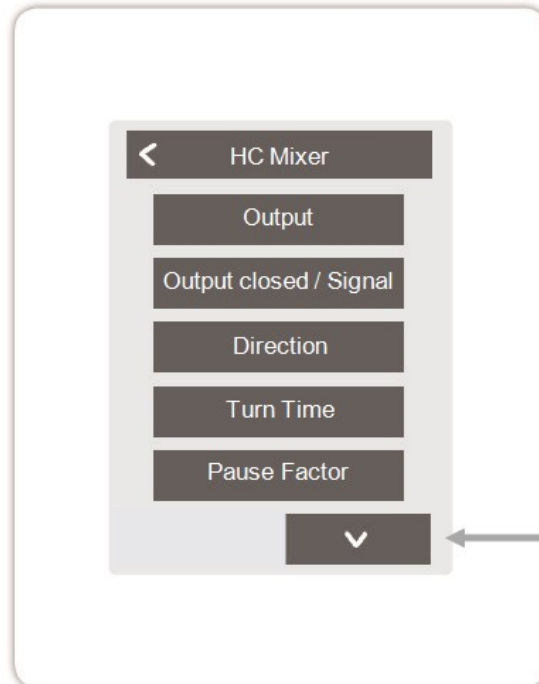 HC Mixer
Output
Output closed / Signal
Direction
Turn Time
Pause Factor